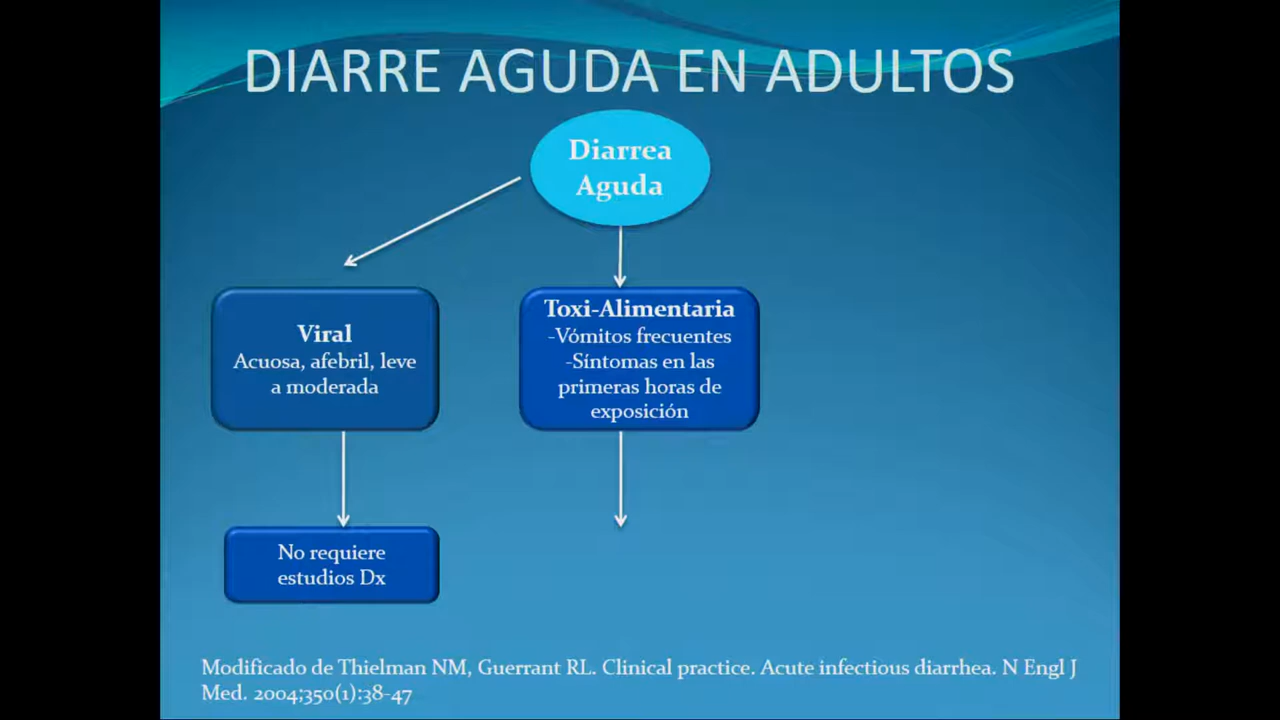 DIARRE AGUDA EN ADULTOS
Diarrea
Aguda
Viral
Acuosa, afebril, leve
a moderada
Toxi-Alimentaria
-Vómitos frecuentes
-Síntomas en las
primeras horas de
exposición
No requiere
estudios Dx
Modificado de Thielman NM, Guerrant RL. Clinical practice. Acute infectious diarrhea. N Engl J
Med. 2004;350(1):38-47